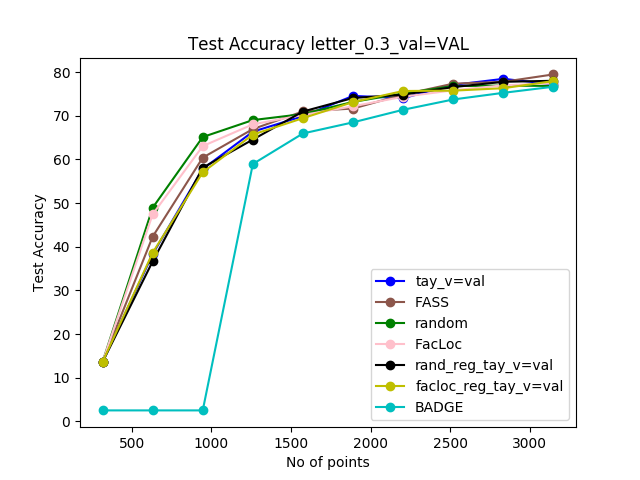 Test Accuracy letter_0.3_val=VAL
80
70
60
50
40
30
20
10
0
Test Accuracy
500
1000
1500
2000
2500
3000
No of points
tay_v=val
FASS
random
FacLoc
rand_reg_tay_v=val
facloc_reg_tay_v=val
BADGE